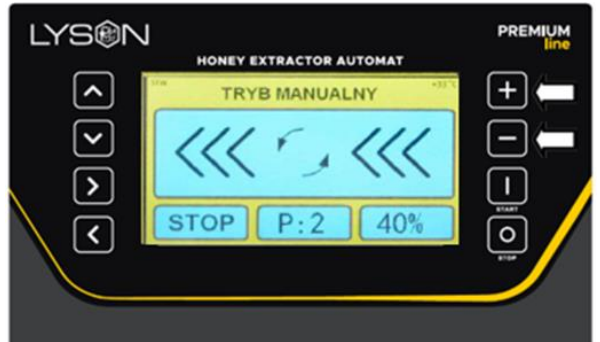 LYSON
PREMIUM
line
HONEY EXTRACTOR AUTOMAT
TRYB MANUALNY
STOP
P:2
40%
START
STOP